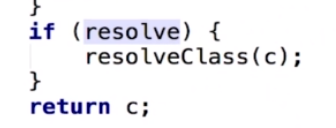 }
if (resolve) {
    resolveClass(c);
}
return c;